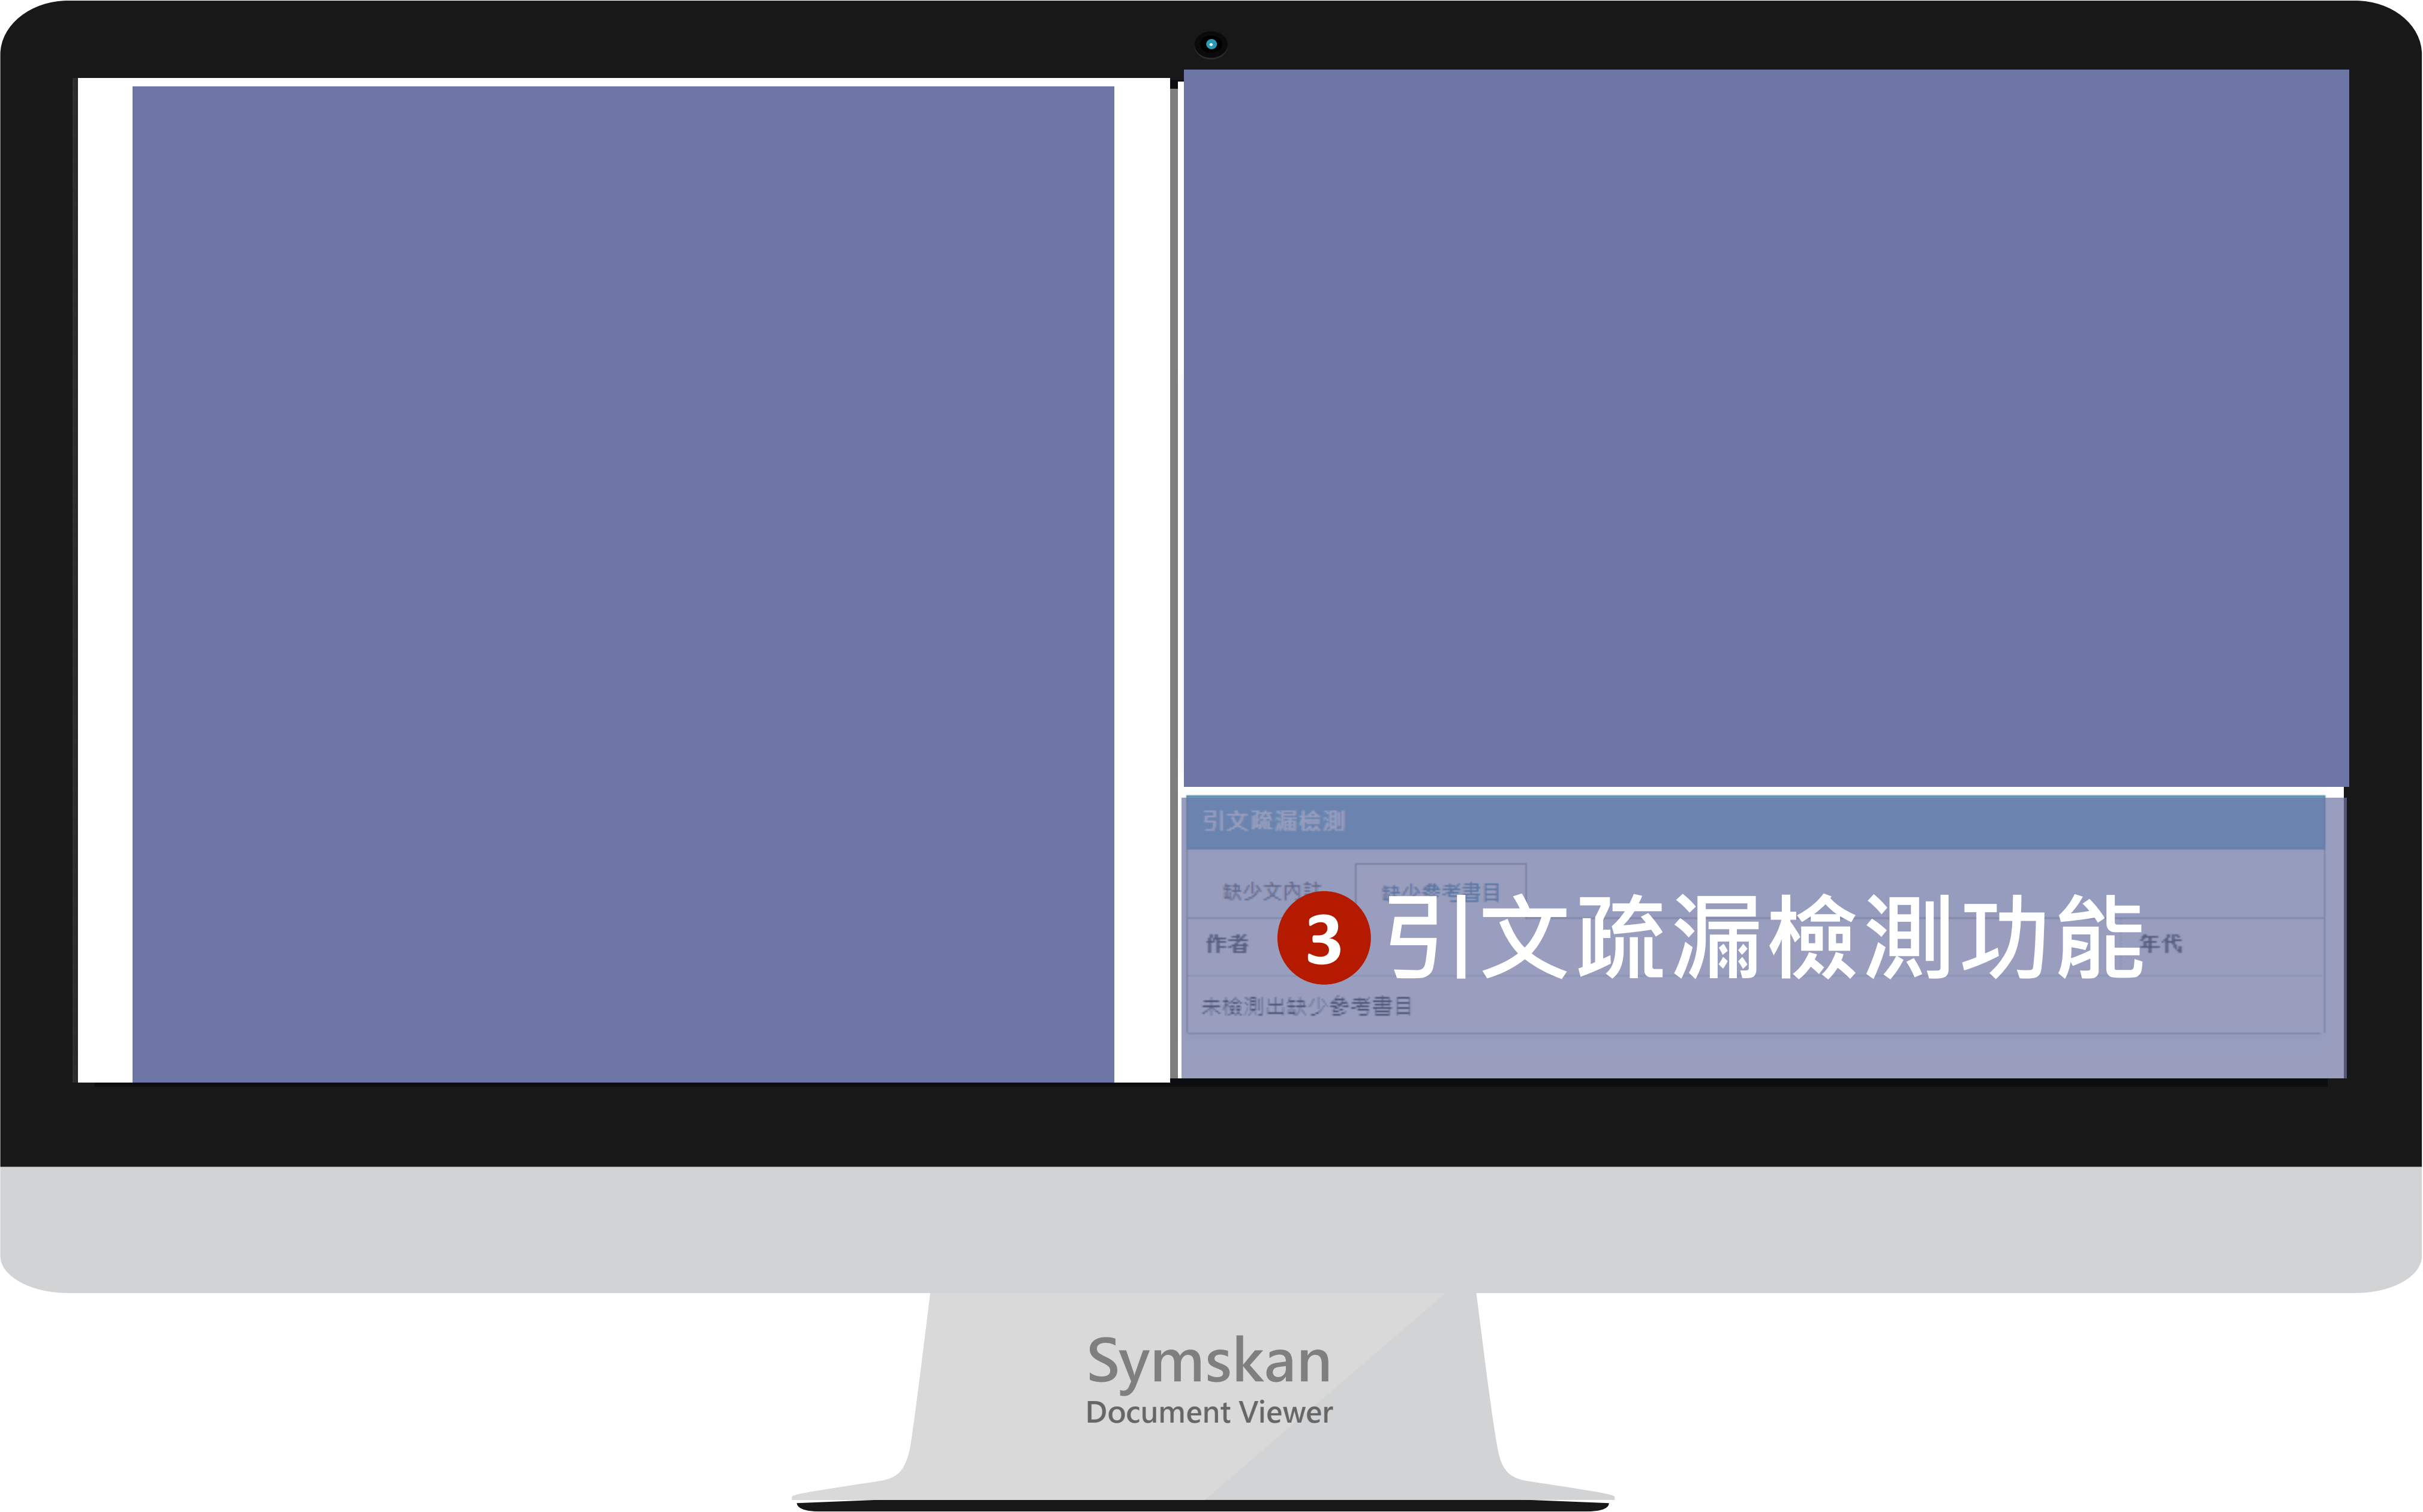 引文疏漏檢測
缺少文內註 缺少參考書目
3 引文疏漏檢測功能
作者 年代
未檢測出缺少參考書目
Symskan
Document Viewer